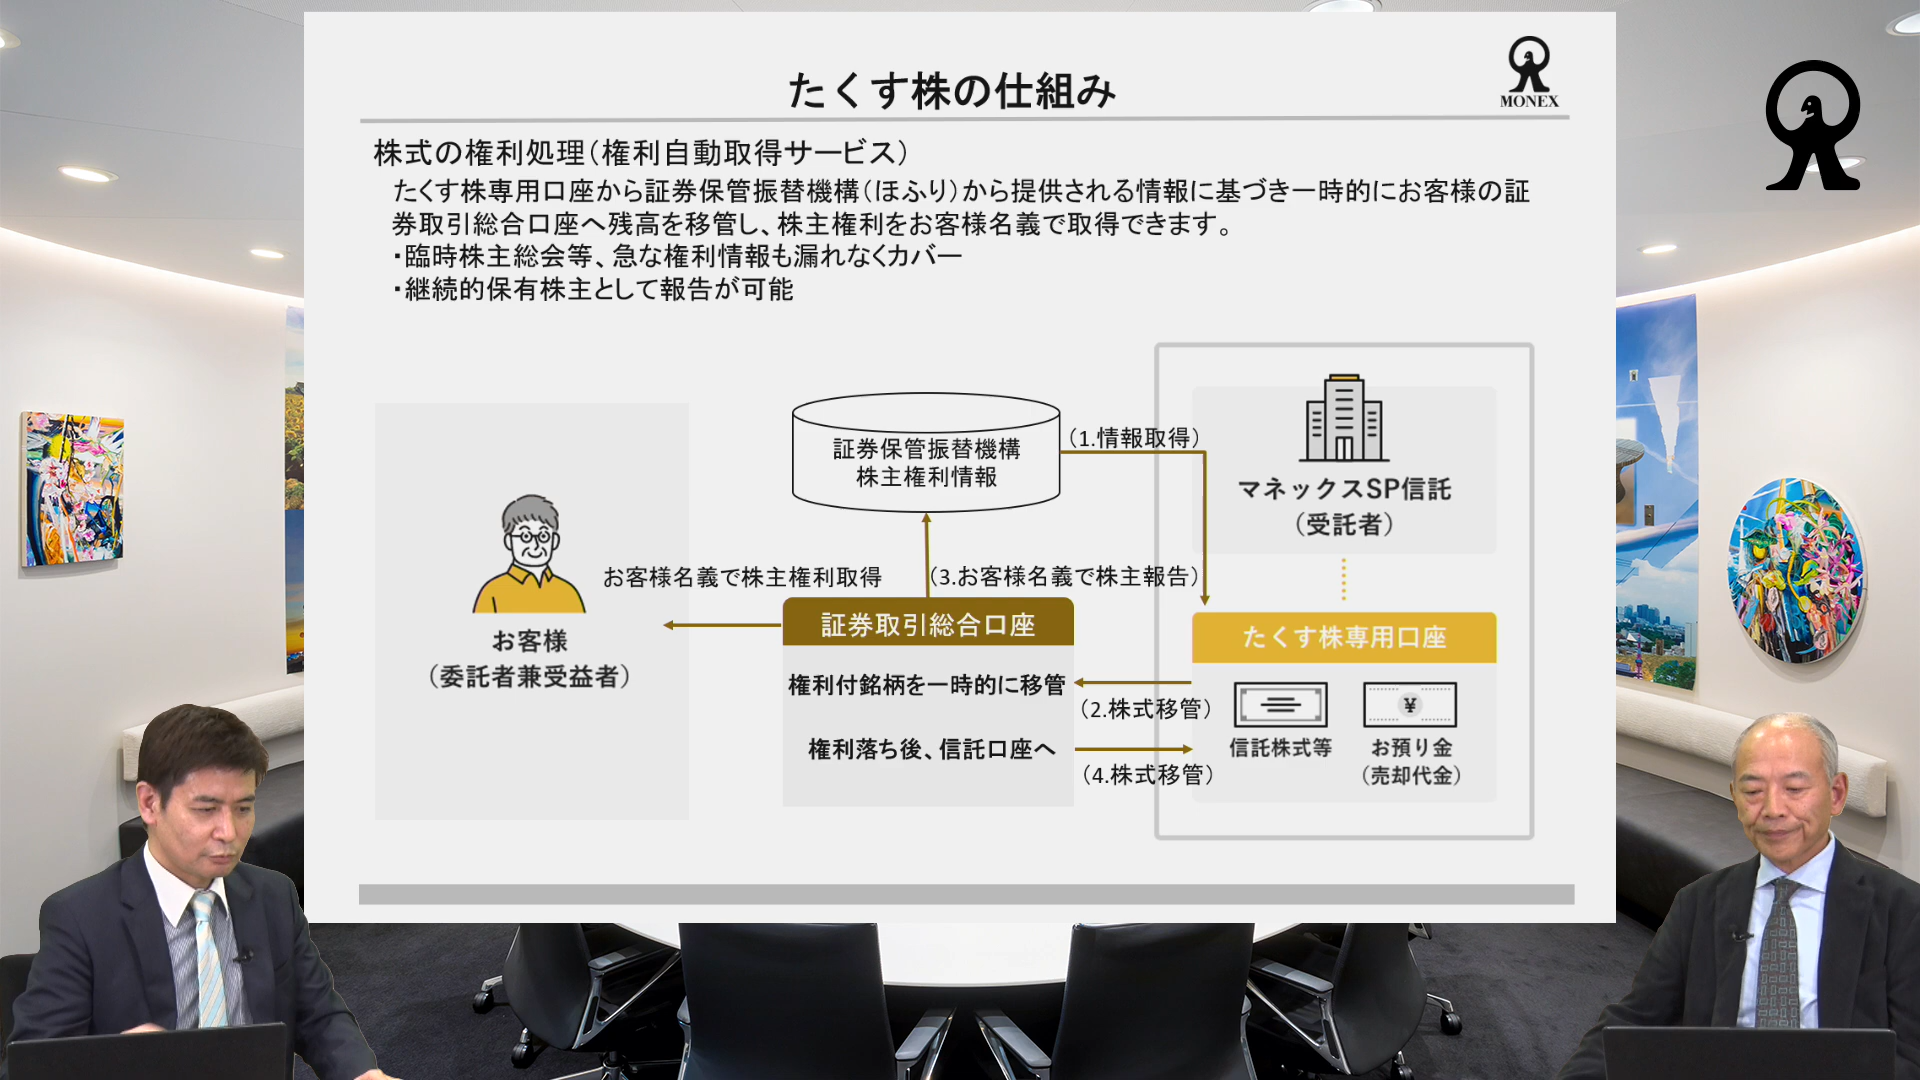 たくす株の仕組み
MONEX
株式の権利処理（権利自動取得サービス）
たくす株専用口座から証券保管振替機構（ほふり）から提供される情報に基づき一時的にお客様の証
券取引総合口座へ残高を移管し、株主権利をお客様名義で取得できます。
・臨時株主総会等、急な権利情報も漏れなくカバー
・継続的保有株主として報告が可能
証券保管振替機構
株主権利情報
（1.情報取得）
マネックスSP信託
（受託者）
お客様名義で株主権利取得
（3.お客様名義で株主報告）
お客様
（委託者兼受益者）
証券取引総合口座
権利付銘柄を一時的に移管
権利落ち後、信託口座へ
（2.株式移管）
（4.株式移管）
たくす株専用口座
¥
信託株式等
お預り金
（売却代金）